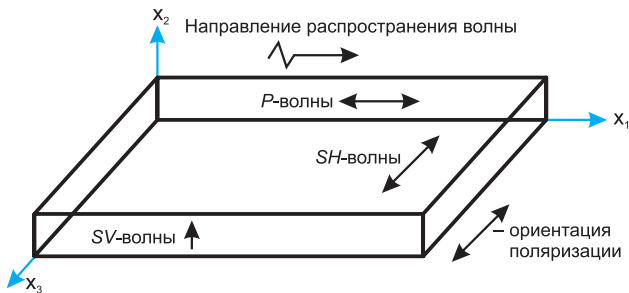 x₂
Направление распространения волны
P-волны
x₁
SH-волны
SV-волны
– ориентация
поляризации
x₃